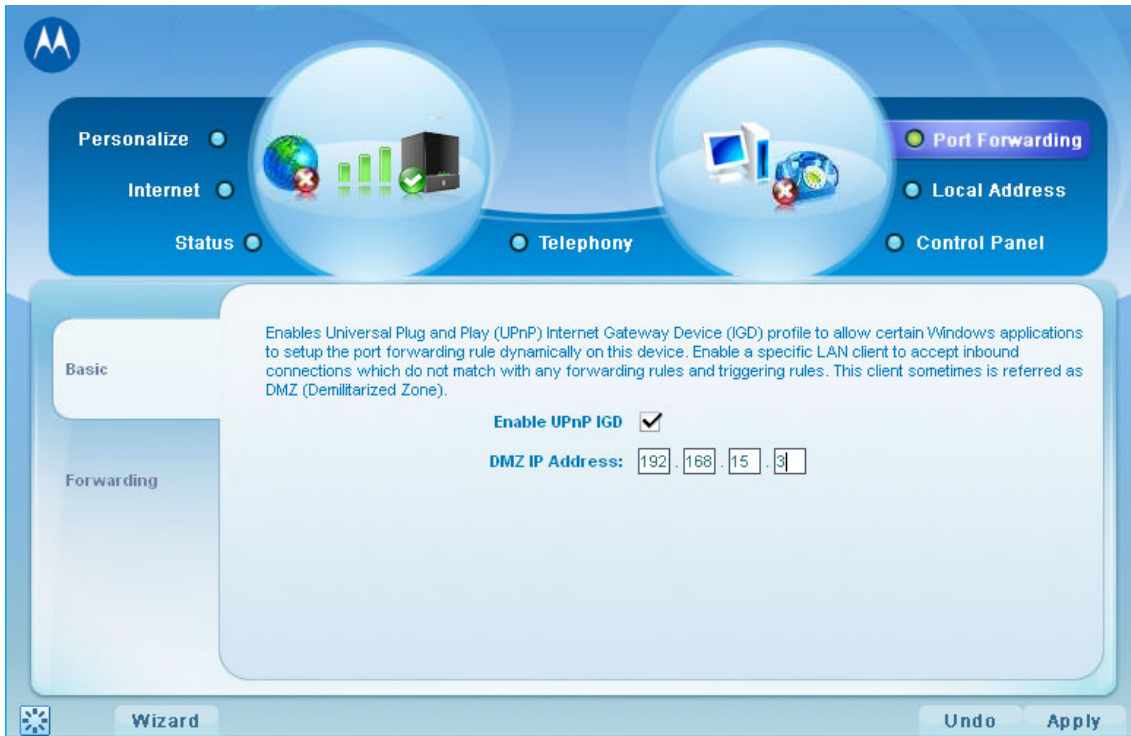 Personalize
Internet
Status
Telephony
Port Forwarding
Local Address
Control Panel
Basic
Forwarding
Enables Universal Plug and Play (UPnP) Internet Gateway Device (IGD) profile to allow certain Windows applications
to setup the port forwarding rule dynamically on this device. Enable a specific LAN client to accept inbound
connections which do not match with any forwarding rules and triggering rules. This client sometimes is referred as
DMZ (Demilitarized Zone).
Enable UPnP IGD
DMZ IP Address: 192 . 168 . 15 . 3
Wizard
Undo
Apply